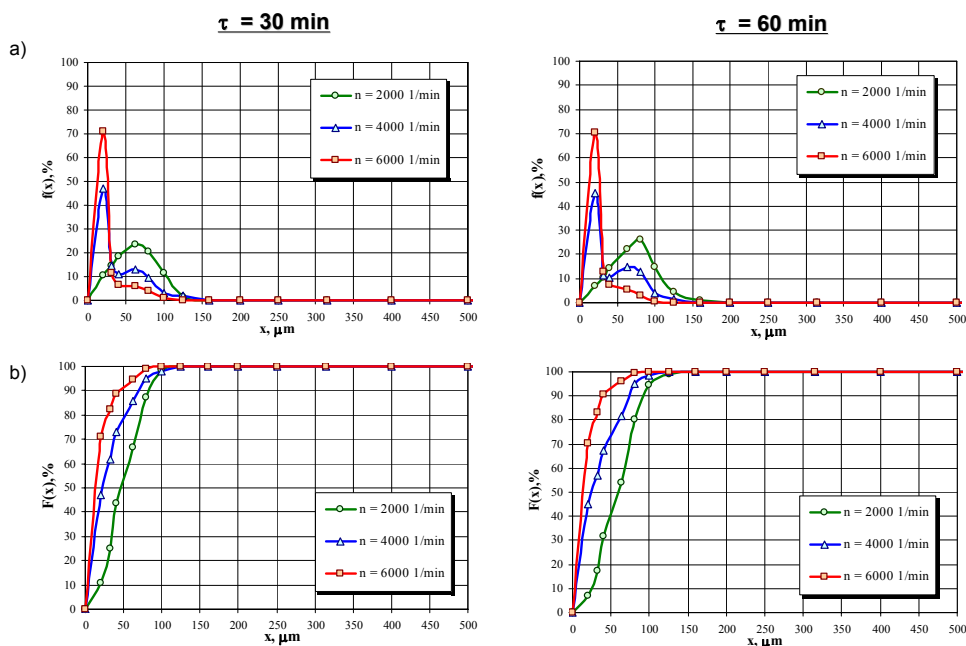 τ = 30 min
τ = 60 min
a)
f(x),%
100
90
80
70
60
50
40
30
20
10
0
n = 2000 1/min
n = 4000 1/min
n = 6000 1/min
0 50 100 150 200 250 300 350 400 450 500
x, μm
f(x),%
100
90
80
70
60
50
40
30
20
10
0
n = 2000 1/min
n = 4000 1/min
n = 6000 1/min
0 50 100 150 200 250 300 350 400 450 500
x, μm
b)
F(x),%
100
90
80
70
60
50
40
30
20
10
0
n = 2000 1/min
n = 4000 1/min
n = 6000 1/min
0 50 100 150 200 250 300 350 400 450 500
x, μm
F(x),%
100
90
80
70
60
50
40
30
20
10
0
n = 2000 1/min
n = 4000 1/min
n = 6000 1/min
0 50 100 150 200 250 300 350 400 450 500
x, μm